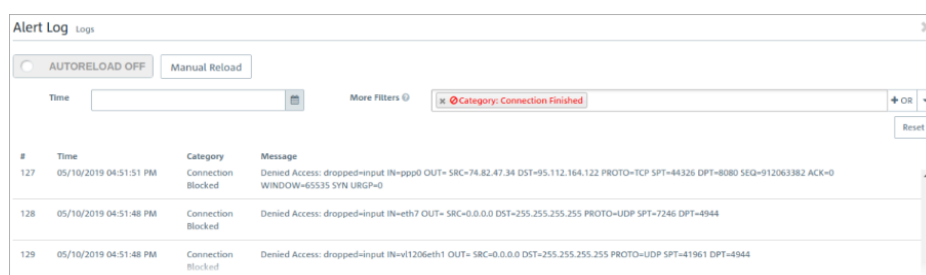 Alert Log Logs
AUTORELOAD OFF Manual Reload
Time More Filters Category: Connection Finished + OR
Reset
# Time Category Message
127 05/10/2019 04:51:51 PM Connection Denied Access: dropped=input IN=ppp0 OUT= SRC=74.82.47.34 DST=95.112.164.122 PROTO=TCP SPT=44326 DPT=8080 SEQ=912063382 ACK=0
Blocked WINDOW=65535 SYN URGP=0
128 05/10/2019 04:51:48 PM Connection Denied Access: dropped=input IN=eth7 OUT= SRC=0.0.0.0 DST=255.255.255.255 PROTO=UDP SPT=7246 DPT=4944
Blocked
129 05/10/2019 04:51:48 PM Connection Denied Access: dropped=input IN=vl1206eth1 OUT= SRC=0.0.0.0 DST=255.255.255.255 PROTO=UDP SPT=41961 DPT=4944
Blocked